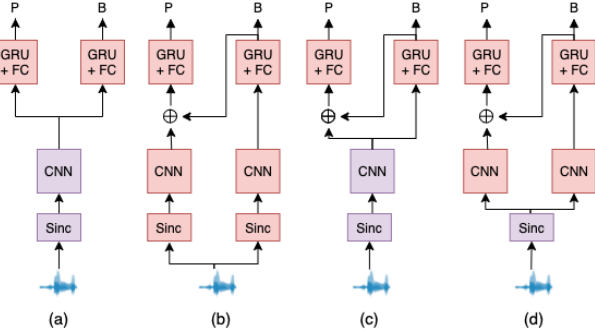 P B P B P B P B
GRU + FC GRU + FC GRU + FC GRU + FC GRU + FC GRU + FC GRU + FC GRU + FC
CNN CNN CNN CNN CNN CNN
Sinc Sinc Sinc Sinc Sinc
(a) (b) (c) (d)